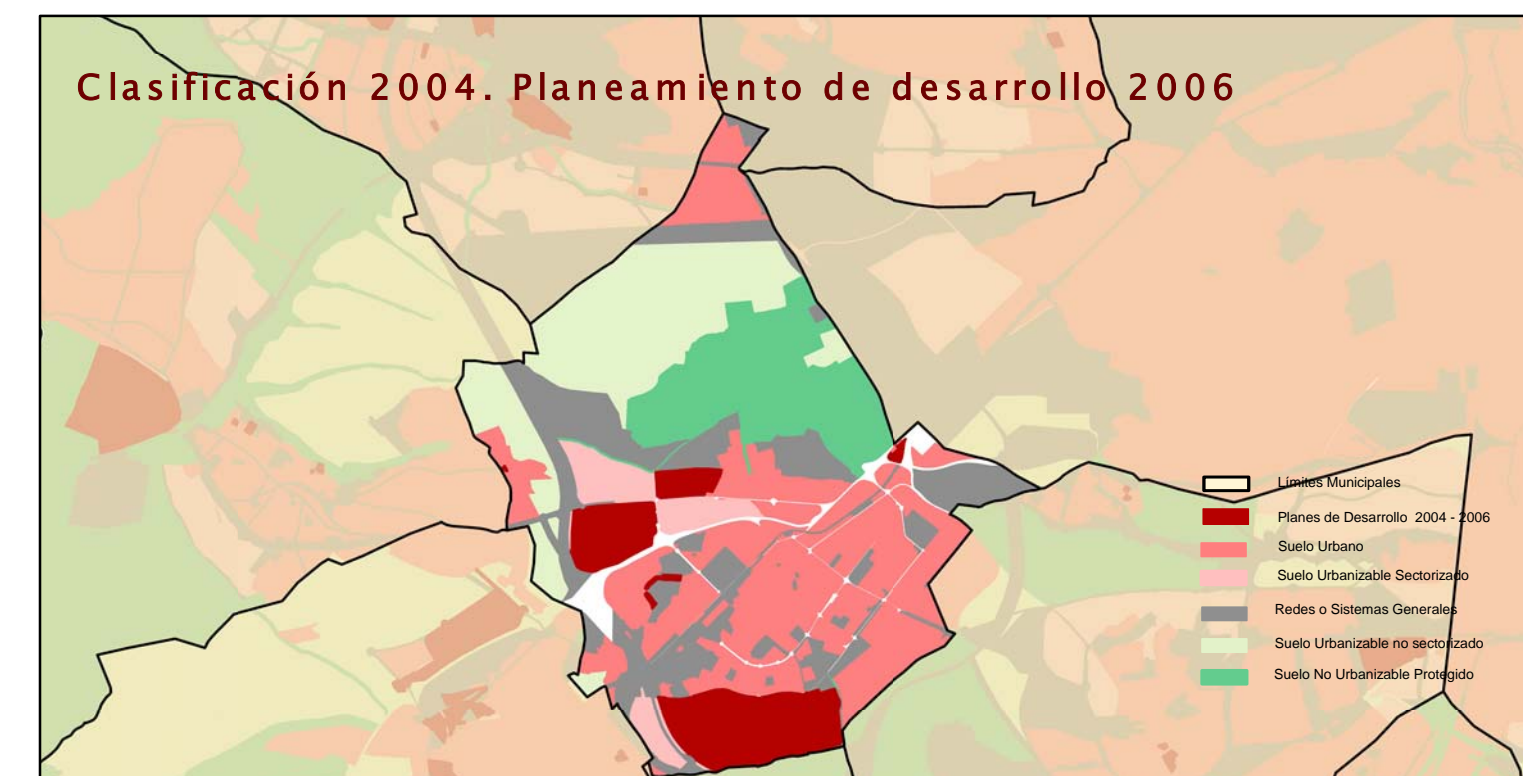 Clasificación 2004. Planeamiento de desarrollo 2006
Límites Municipales
Planes de Desarrollo 2004 - 2006
Suelo Urbano
Suelo Urbanizable Sectorizado
Redes o Sistemas Generales
Suelo Urbanizable no sectorizado
Suelo No Urbanizable Protegido